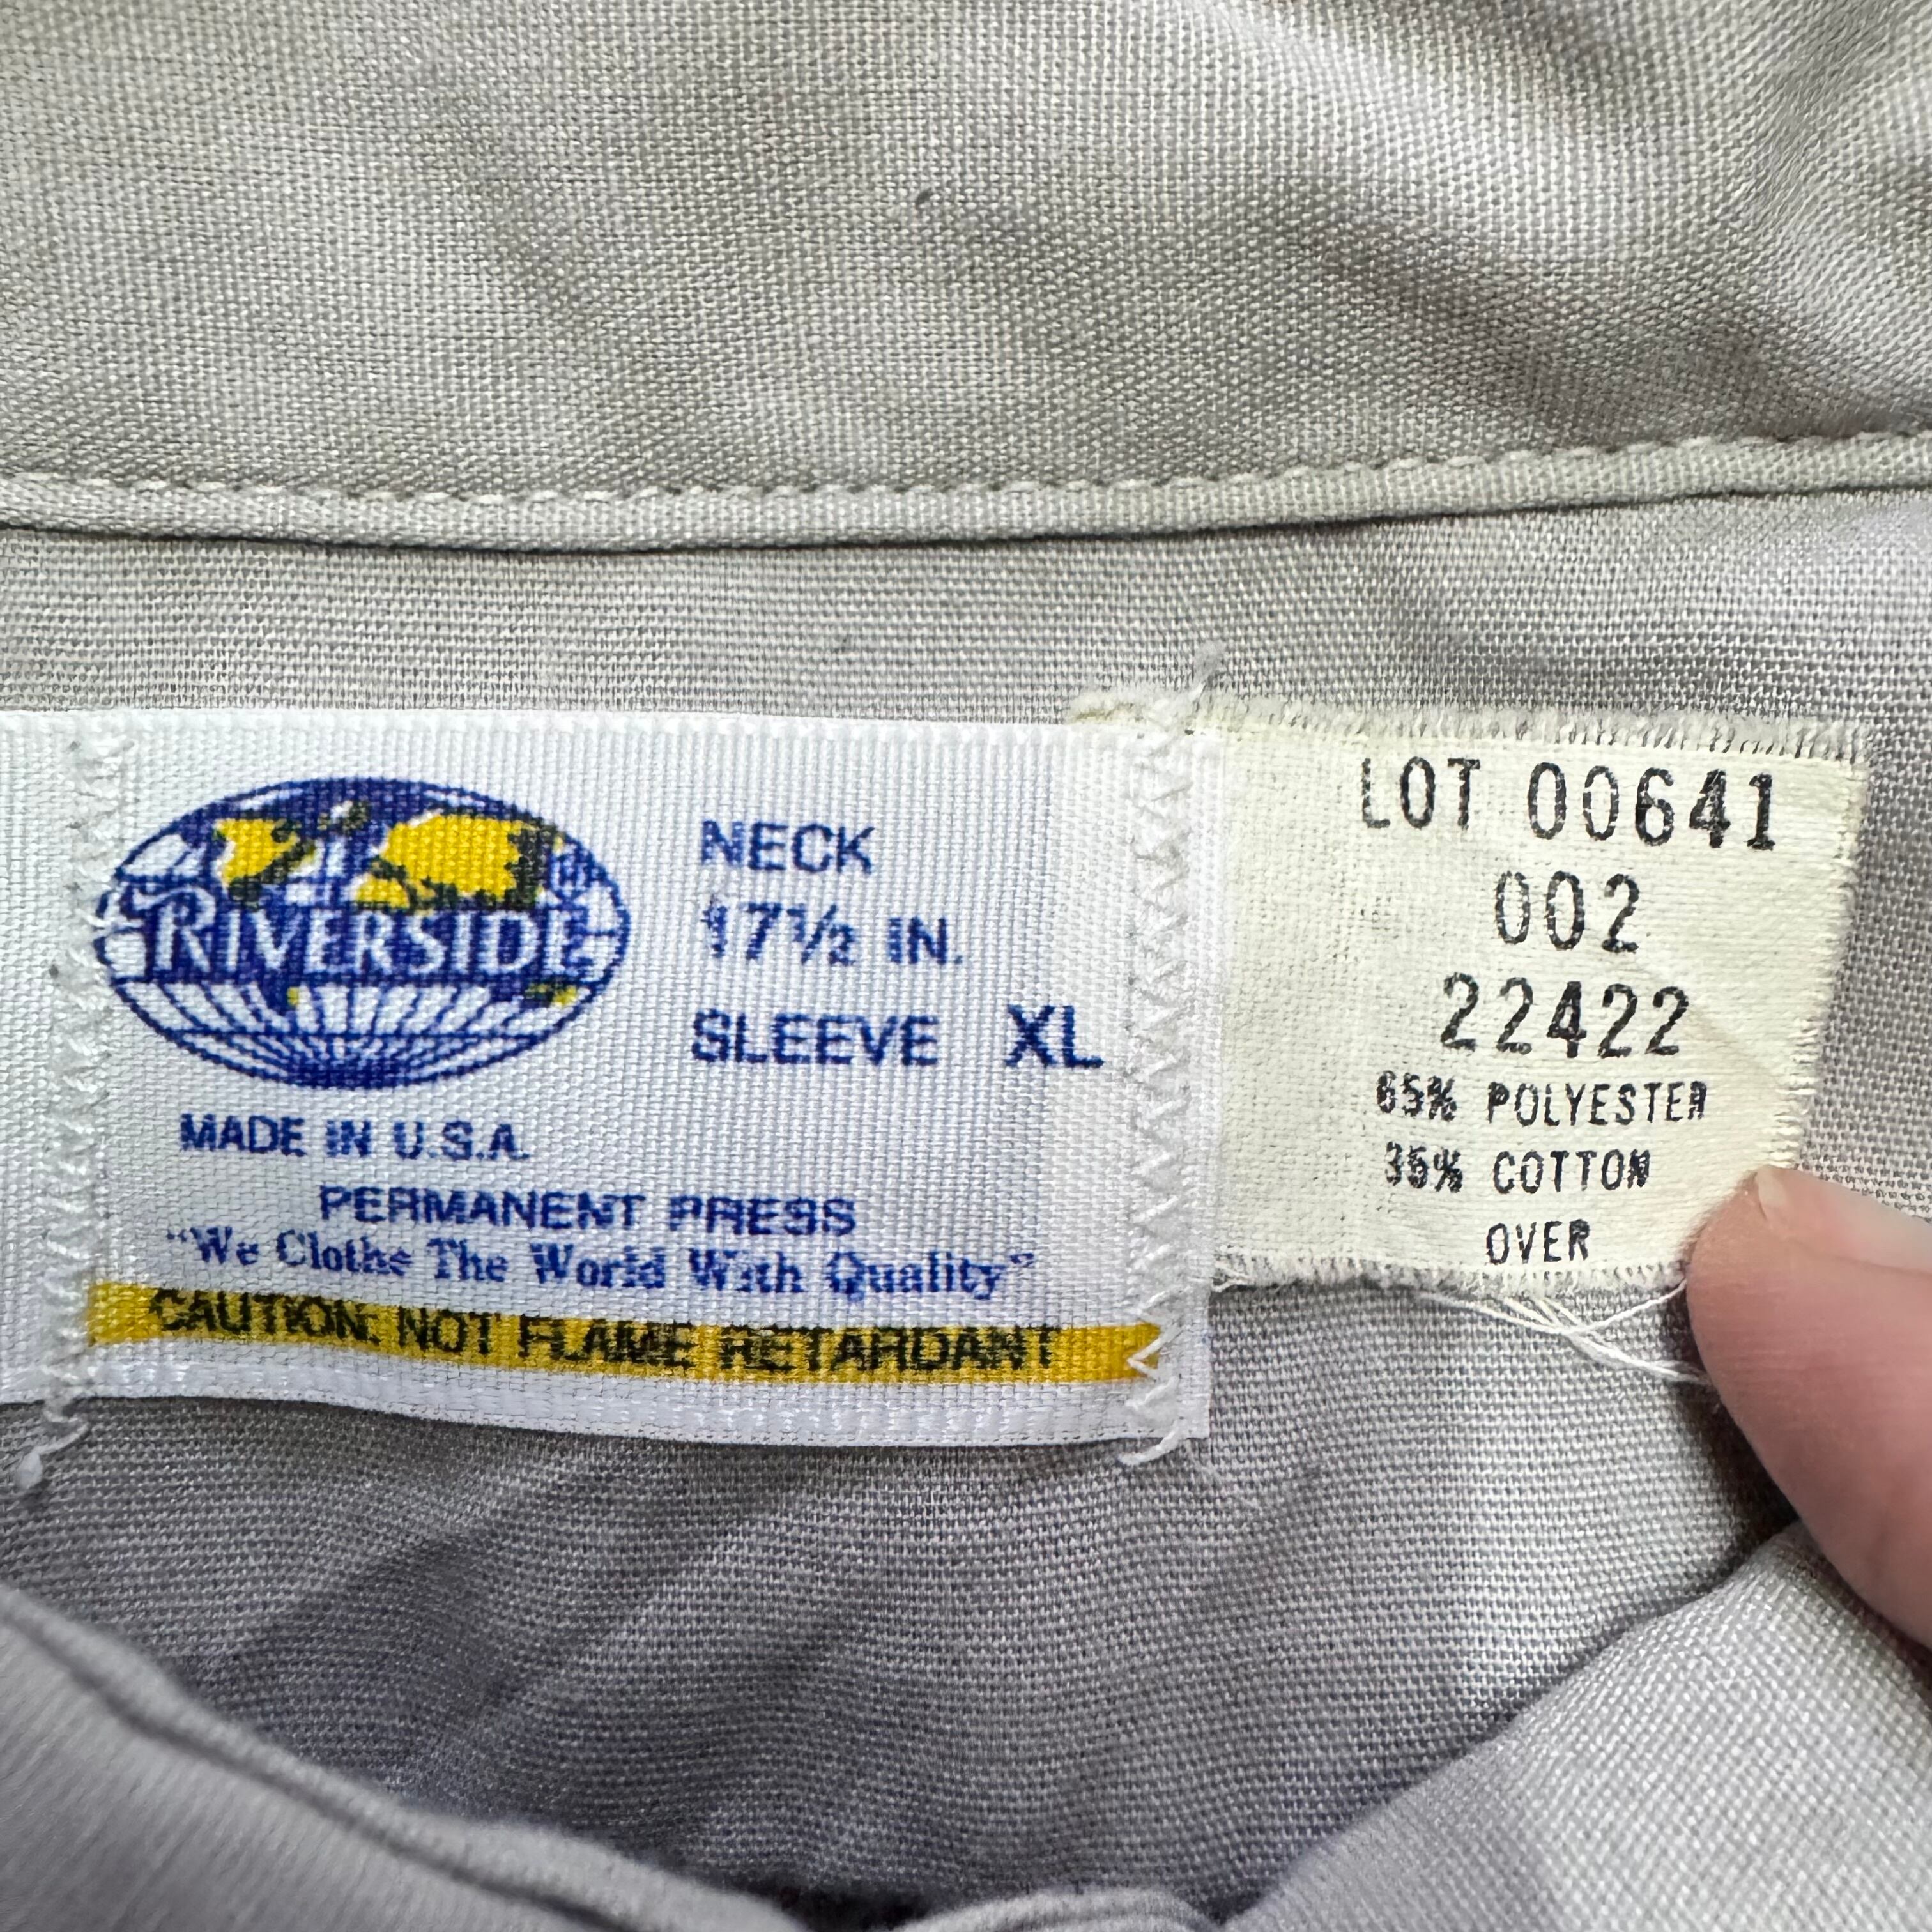 RIVERSIDE
NECK
17½ IN.
SLEEVE XL
MADE IN U.S.A.
PERMANENT PRESS
"We Clothe The World With Quality"
CAUTION: NOT FLAME RETARDANT
LOT 00641
002
22422
65% POLYESTER
35% COTTON
OVER